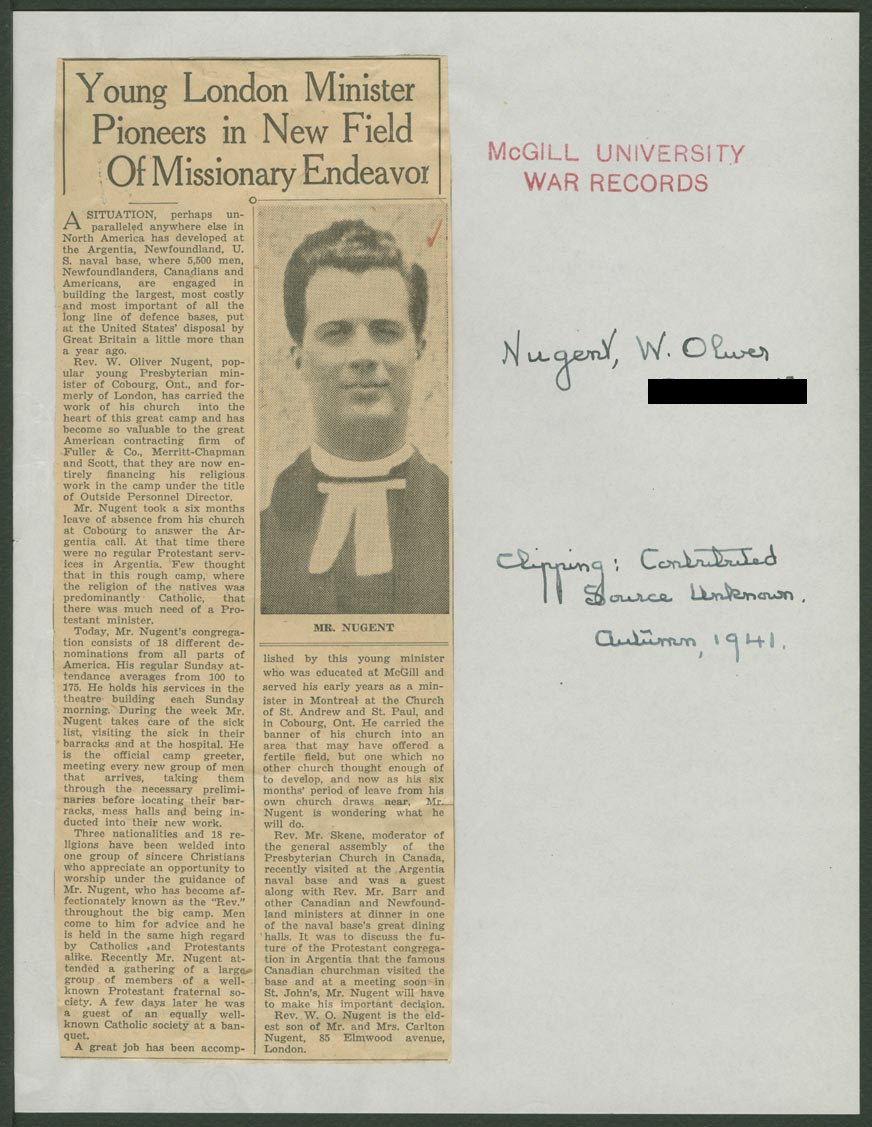 Young London Minister
Pioneers in New Field
Of Missionary Endeavor
A SITUATION, perhaps un-
paralleled anywhere else in
North America has developed at
the Argentia, Newfoundland, U.
S. naval base, where 5,500 men,
Newfoundlanders, Canadians and
Americans, are engaged in
building the largest, most costly
and most important of all the
long line of defence bases, put
at the United States' disposal by
Great Britain a little more than
a year ago.
Rev. W. Oliver Nugent, pop-
ular young Presbyterian min-
ister of Cobourg, Ont., and for-
merly of London, has carried the
work of his church into the
heart of this great camp and has
become so valuable to the great
American contracting firm of
Fuller & Co., Merritt-Chapman
and Scott, that they are now en-
tirely financing his religious
work in the camp under the title
of Outside Personnel Director.
Mr. Nugent took a six months
leave of absence from his church
at Cobourg to answer the Ar-
gentia call. At that time there
were no regular Protestant serv-
ices in Argentia. Few thought
that in this rough camp, where
the religion of the natives was
predominantly Catholic, that
there was much need of a Pro-
testant minister.
Today, Mr. Nugent's congrega-
tion consists of 18 different de-
nominations from all parts of
America. His regular Sunday at-
tendance averages from 100 to
175. He holds his services in the
theatre building each Sunday
morning. During the week Mr.
Nugent takes care of the sick
list, visiting the sick in their
barracks and at the hospital. He
is the official camp greeter,
meeting every new group of men
that arrives, taking them
through the necessary prelimi-
naries before locating their bar-
racks, mess halls and being in-
ducted into their new work.
Three nationalities and 18 re-
ligions have been welded into
one group of sincere Christians
who appreciate an opportunity to
worship under the guidance of
Mr. Nugent, who has become af-
fectionately known as the "Rev."
throughout the big camp. Men
come to him for advice and he
is held in the same high regard
by Catholics and Protestants
alike. Recently Mr. Nugent at-
tended a gathering of a large
group of members of a well-
known Protestant fraternal so-
ciety. A few days later he was
a guest of an equally well-
known Catholic society at a ban-
quet.
A great job has been accomp-
MR. NUGENT
lished by this young minister
who was educated at McGill and
served his early years as a min-
ister in Montreal at the Church
of St. Andrew and St. Paul, and
in Cobourg, Ont. He carried the
banner of his church into an
area that may have offered a
fertile field, but one which no
other church thought enough of
to develop, and now as his six
months' period of leave from his
own church draws near, Mr.
Nugent is wondering what he
will do.
Rev. Mr. Skene, moderator of
the general assembly of the
Presbyterian Church in Canada,
recently visited at the Argentia
naval base and was a guest
along with Rev. Mr. Barr and
other Canadian and Newfound-
land ministers at dinner in one
of the naval base's great dining
halls. It was to discuss the fu-
ture of the Protestant congrega-
tion in Argentia that the famous
Canadian churchman visited the
base and at a meeting soon in
St. John's, Mr. Nugent will have
to make his important decision.
Rev. W. O. Nugent is the eld-
est son of Mr. and Mrs. Carlton
Nugent, 85 Elmwood avenue,
London.
McGILL UNIVERSITY
WAR RECORDS
Nugent, W. Oliver
Clipping: Contributed
Source Unknown.
Autumn, 1941.